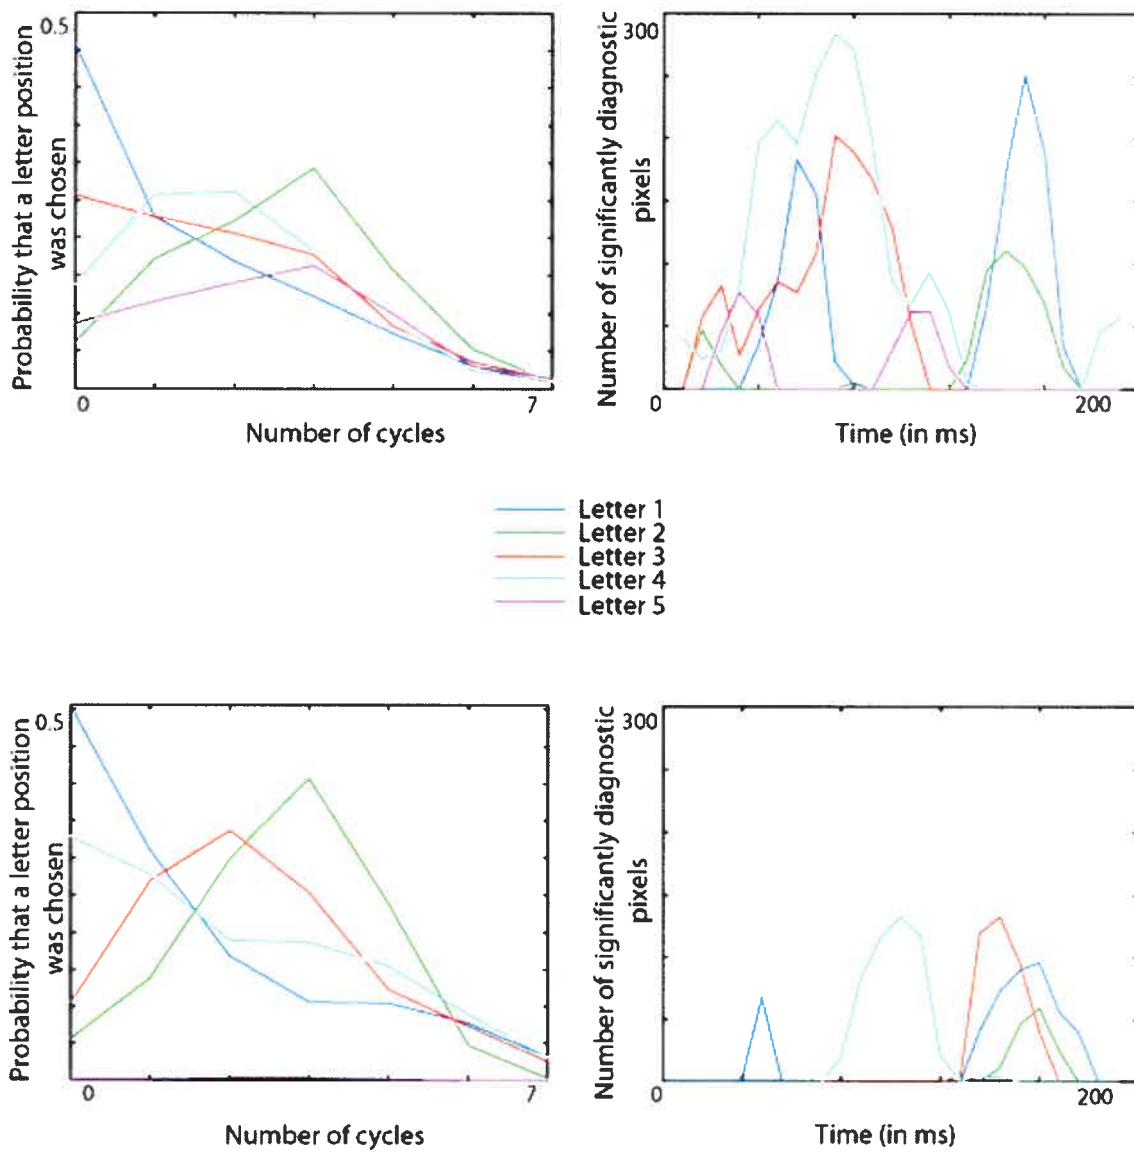 0.5
Probability that a letter position
was chosen
0
7
Number of cycles
300
Number of significantly diagnostic
pixels
0
200
Time (in ms)
Letter 1
Letter 2
Letter 3
Letter 4
Letter 5
0.5
Probability that a letter position
was chosen
0
7
Number of cycles
300
Number of significantly diagnostic
pixels
0
200
Time (in ms)